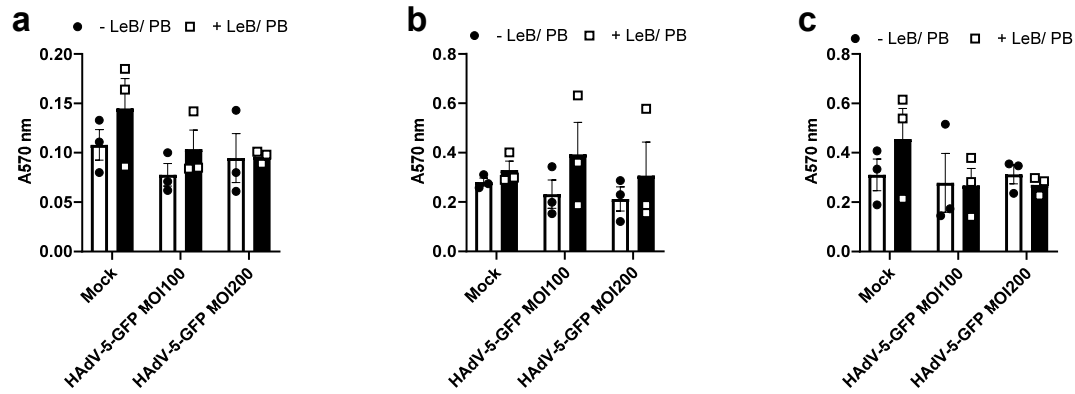 a
- LeB/ PB + LeB/ PB
A570 nm
0.20
0.15
0.10
0.05
0.00
Mock
HAdV-5-GFP MOI100
HAdV-5-GFP MOI200
b
- LeB/ PB + LeB/ PB
A570 nm
0.8
0.6
0.4
0.2
0.0
Mock
HAdV-5-GFP MOI100
HAdV-5-GFP MOI200
c
- LeB/ PB + LeB/ PB
A570 nm
0.8
0.6
0.4
0.2
0.0
Mock
HAdV-5-GFP MOI100
HAdV-5-GFP MOI200